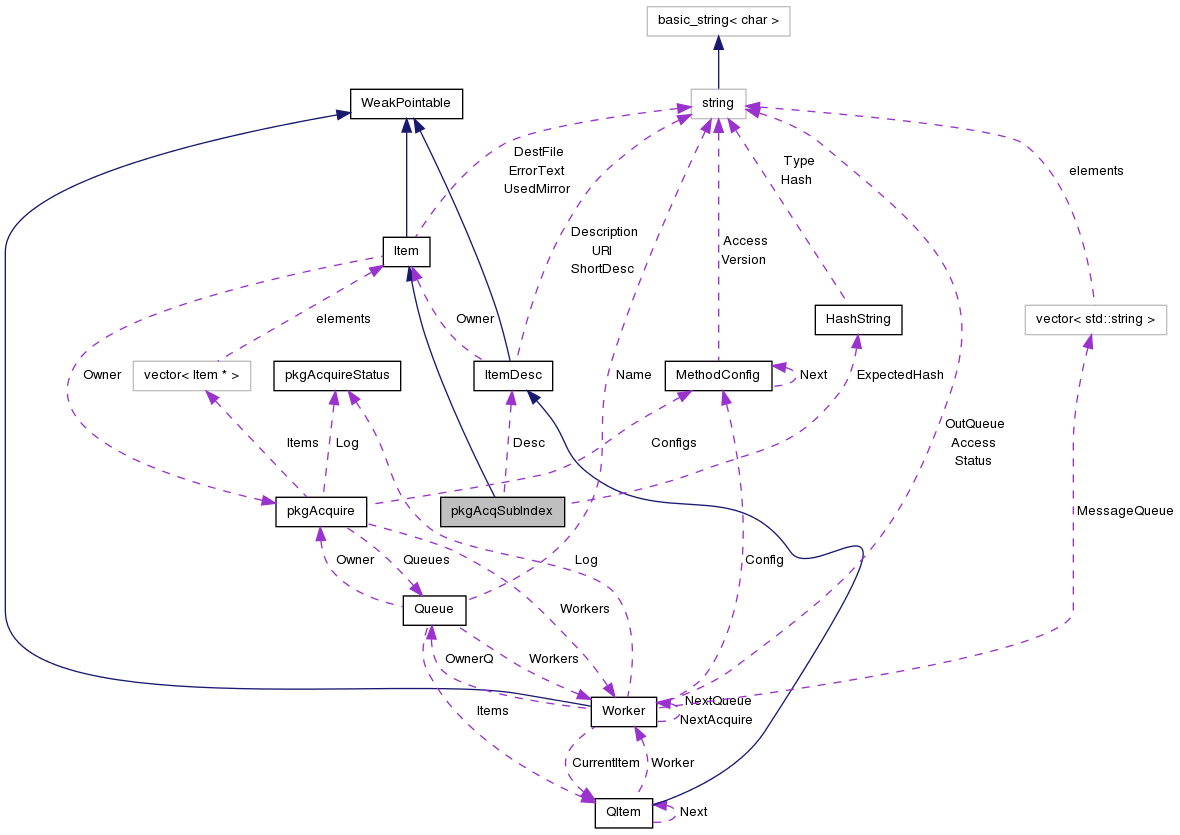 basic_string< char >
WeakPointable
string
DestFile
ErrorText
UsedMirror
Type
Hash
elements
Description
URI
ShortDesc
Access
Version
Item
Owner
elements
HashString
vector< std::string >
Owner
vector< Item * >
pkgAcquireStatus
ItemDesc
Name
MethodConfig
Next
ExpectedHash
Items
Log
Desc
Configs
OutQueue
Access
Status
pkgAcquire
pkgAcqSubIndex
MessageQueue
Owner
Queues
Log
Config
Queue
Workers
OwnerQ
Workers
Items
Worker
NextQueue
NextAcquire
CurrentItem
Worker
QItem
Next